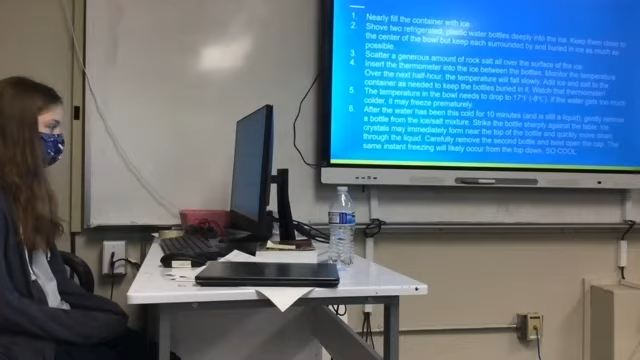 1. Nearly fill the container with ice
2. Shove two refrigerated, plastic water bottles deeply into the ice. Keep them close to
the center of the bowl but keep each surrounded by and buried in ice as much as
possible.
3. Scatter a generous amount of rock salt all over the surface of the ice.
4. Insert the thermometer into the ice between the bottles. Monitor the temperature
Over the next half-hour, the temperature will fall slowly. Add ice and salt to the
container as needed to keep the bottles buried in it. Watch that thermometer!
5. The temperature in the bowl needs to drop to 17°F (-8°C). If the water gets too much
colder, it may freeze prematurely.
6. After the water has been this cold for 10 minutes (and is still a liquid), gently remove
a bottle from the ice/salt mixture. Strike the bottle sharply against the table. Ice
crystals may immediately form near the top of the bottle and quickly move down
through the liquid. Carefully remove the second bottle and twist open the cap. The
same instant freezing will likely occur from the top down. SO COOL